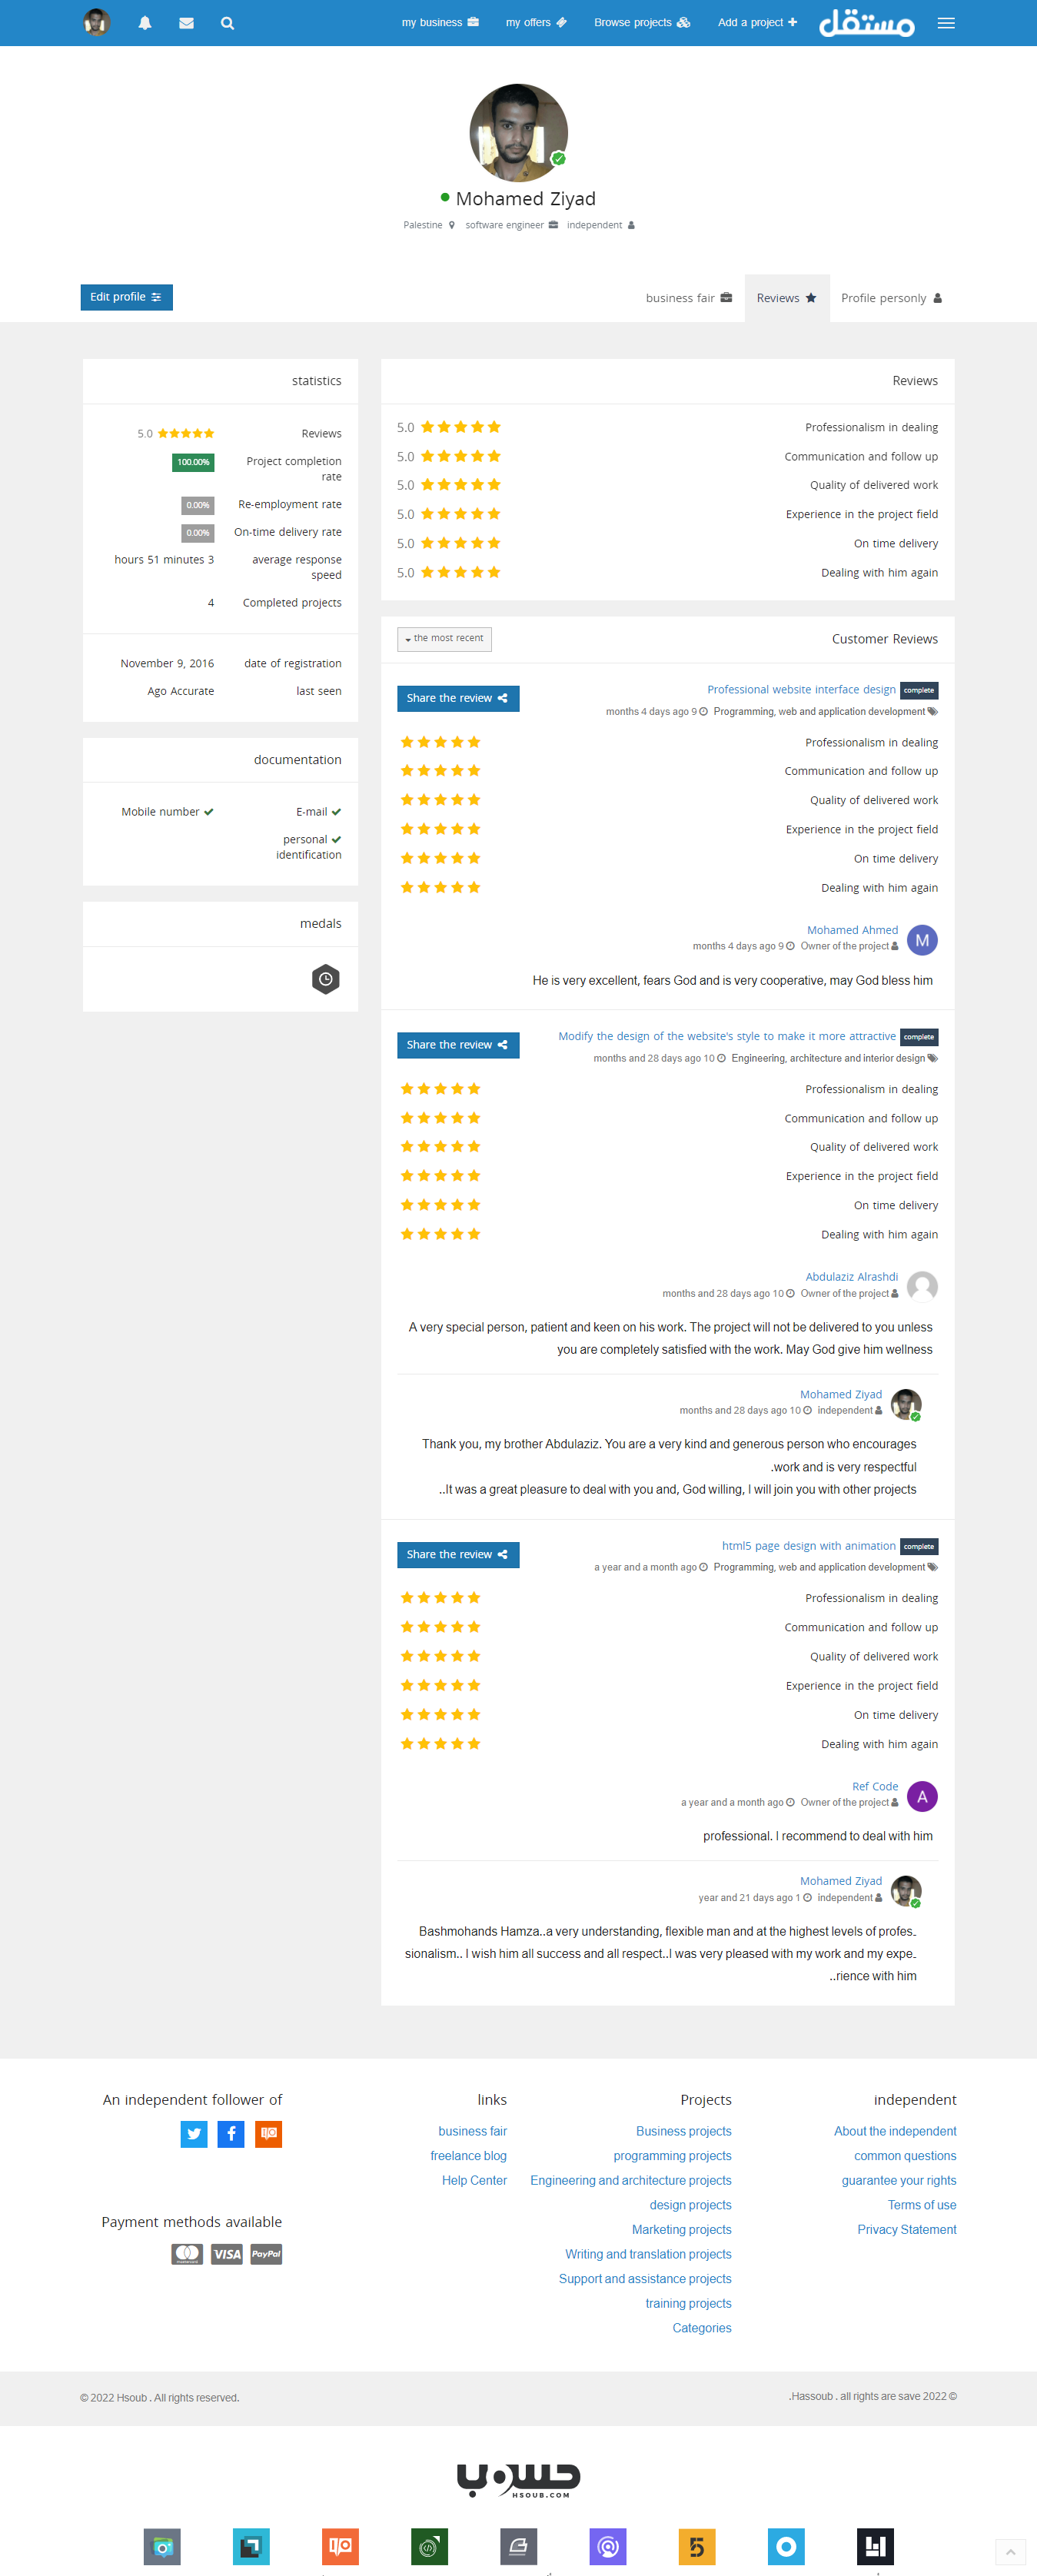 my business
my offers
Browse projects
Add a project
مستقل
Mohamed Ziyad
Palestine
software engineer
independent
Edit profile
business fair
Reviews
Profile personly
statistics
5.0
Reviews
100.00%
Project completion
rate
0.00%
Re-employment rate
0.00%
On-time delivery rate
hours 51 minutes 3
average response
speed
4
Completed projects
November 9, 2016
date of registration
Ago Accurate
last seen
documentation
Mobile number
E-mail
personal
identification
medals
Reviews
5.0
Professionalism in dealing
5.0
Communication and follow up
5.0
Quality of delivered work
5.0
Experience in the project field
5.0
On time delivery
5.0
Dealing with him again
the most recent
Customer Reviews
Share the review
Professional website interface design
complete
months 4 days ago 9
Programming, web and application development
Professionalism in dealing
Communication and follow up
Quality of delivered work
Experience in the project field
On time delivery
Dealing with him again
Mohamed Ahmed
M
months 4 days ago 9
Owner of the project
He is very excellent, fears God and is very cooperative, may God bless him
Share the review
Modify the design of the website's style to make it more attractive
complete
months and 28 days ago 10
Engineering, architecture and interior design
Professionalism in dealing
Communication and follow up
Quality of delivered work
Experience in the project field
On time delivery
Dealing with him again
Abdulaziz Alrashdi
months and 28 days ago 10
Owner of the project
A very special person, patient and keen on his work. The project will not be delivered to you unless
you are completely satisfied with the work. May God give him wellness
Mohamed Ziyad
months and 28 days ago 10
independent
Thank you, my brother Abdulaziz. You are a very kind and generous person who encourages
.work and is very respectful
..It was a great pleasure to deal with you and, God willing, I will join you with other projects
Share the review
html5 page design with animation
complete
a year and a month ago
Programming, web and application development
Professionalism in dealing
Communication and follow up
Quality of delivered work
Experience in the project field
On time delivery
Dealing with him again
Ref Code
A
a year and a month ago
Owner of the project
professional. I recommend to deal with him
Mohamed Ziyad
year and 21 days ago 1
independent
Bashmohands Hamza..a very understanding, flexible man and at the highest levels of profes-
sionalism.. I wish him all success and all respect..I was very pleased with my work and my expe-
..rience with him
An independent follower of
Payment methods available
VISA
PayPal
links
business fair
freelance blog
Help Center
Projects
Business projects
programming projects
Engineering and architecture projects
design projects
Marketing projects
Writing and translation projects
Support and assistance projects
training projects
Categories
independent
About the independent
common questions
guarantee your rights
Terms of use
Privacy Statement
© 2022 Hsoub . All rights reserved.
.Hassoub . all rights are save 2022 ©
حسوب
HSOUB.COM